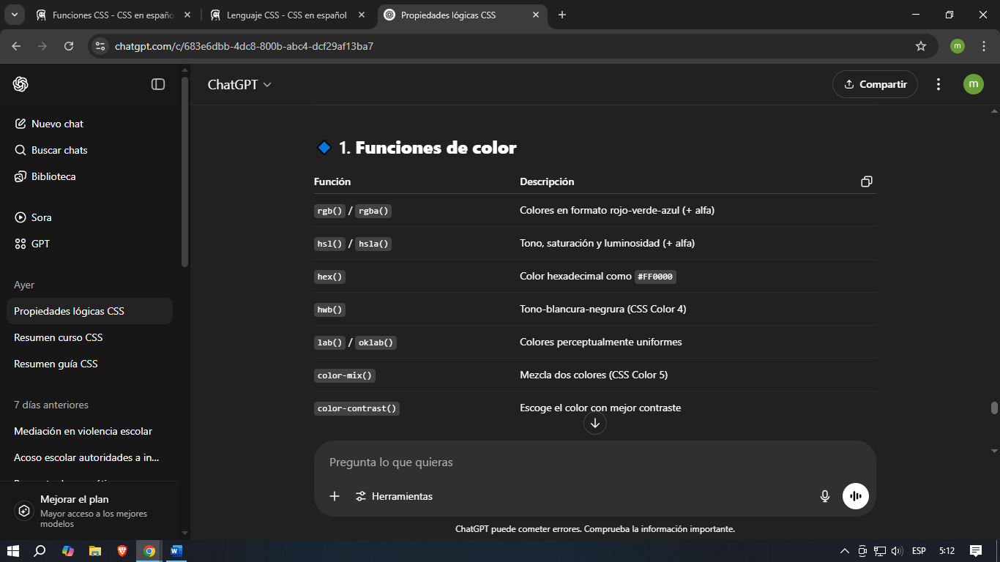 Funciones CSS - CSS en español
Lenguaje CSS - CSS en español
Propiedades lógicas CSS
chatgpt.com/c/683e6dbb-4dc8-800b-abc4-dcf29af13ba7
m
ChatGPT
Compartir
m
Nuevo chat
Buscar chats
Biblioteca
Sora
GPT
Ayer
Propiedades lógicas CSS
Resumen curso CSS
Resumen guía CSS
7 días anteriores
Mediación en violencia escolar
Acoso escolar autoridades a in...
Mejorar el plan
Mayor acceso a los mejores
modelos
1. Funciones de color
Función Descripción
rgb() / rgba() Colores en formato rojo-verde-azul (+ alfa)
hsl() / hsla() Tono, saturación y luminosidad (+ alfa)
hex() Color hexadecimal como #FF0000
hwb() Tono-blancura-negrura (CSS Color 4)
lab() / oklab() Colores perceptualmente uniformes
color-mix() Mezcla dos colores (CSS Color 5)
color-contrast() Escoge el color con mejor contraste
Pregunta lo que quieras
Herramientas
ChatGPT puede cometer errores. Comprueba la información importante.
ESP 5:12